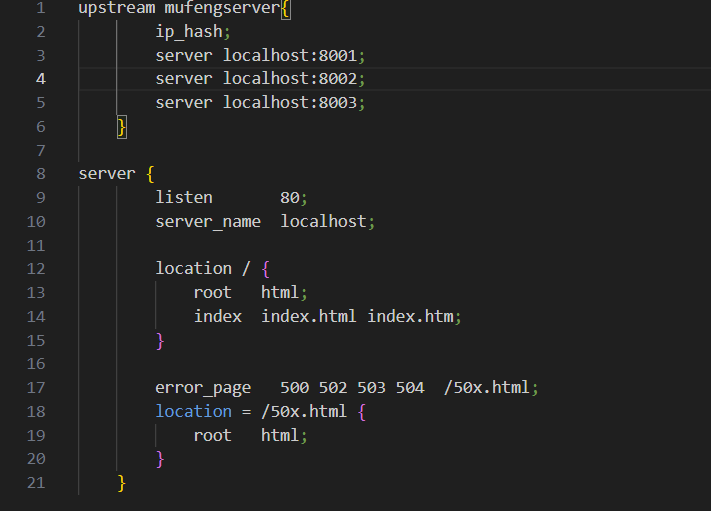 1 upstream mufengserver{
2 ip_hash;
3 server localhost:8001;
4 server localhost:8002;
5 server localhost:8003;
6 }
7
8 server {
9 listen 80;
10 server_name localhost;
11
12 location / {
13 root html;
14 index index.html index.htm;
15 }
16
17 error_page 500 502 503 504 /50x.html;
18 location = /50x.html {
19 root html;
20 }
21 }